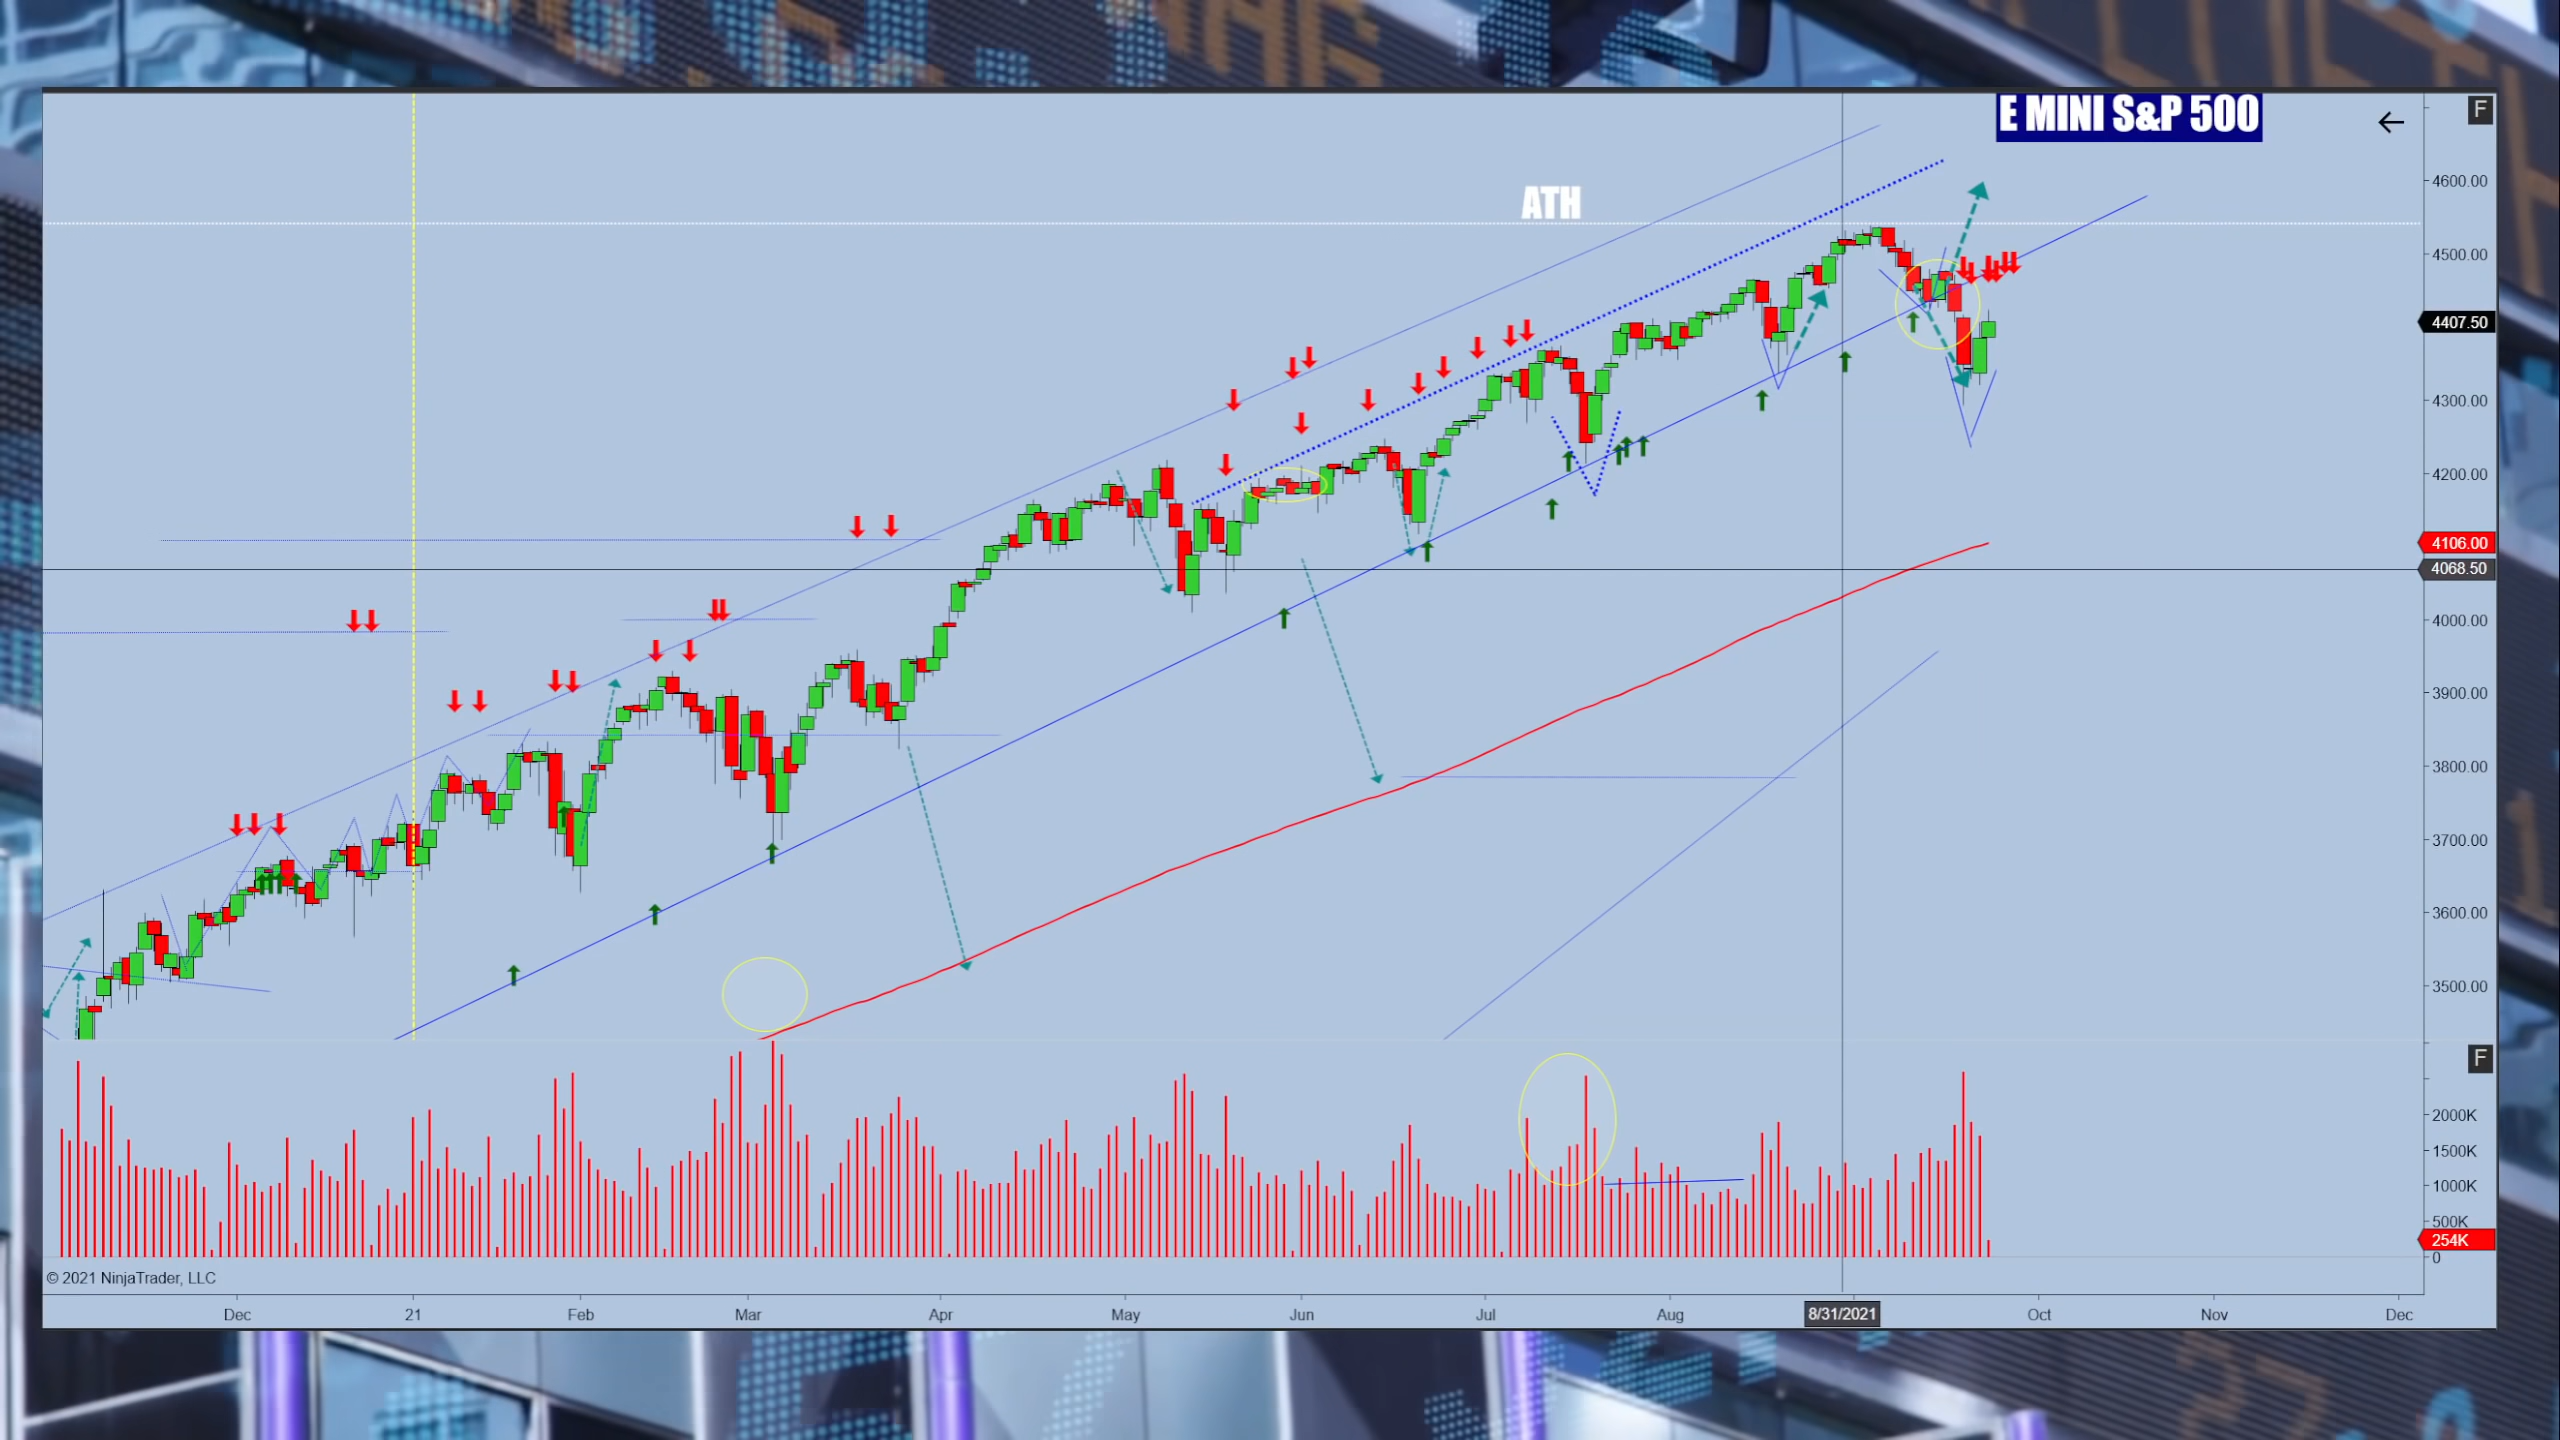 E MINI S&P 500
F
ATH
4600.00
4500.00
4407.50
4300.00
4200.00
4106.00
4068.50
4000.00
3900.00
3800.00
3700.00
3600.00
3500.00
F
2000K
1500K
1000K
500K
254K
0
© 2021 NinjaTrader, LLC
Dec 21 Feb Mar Apr May Jun Jul Aug 8/31/2021 Oct Nov Dec